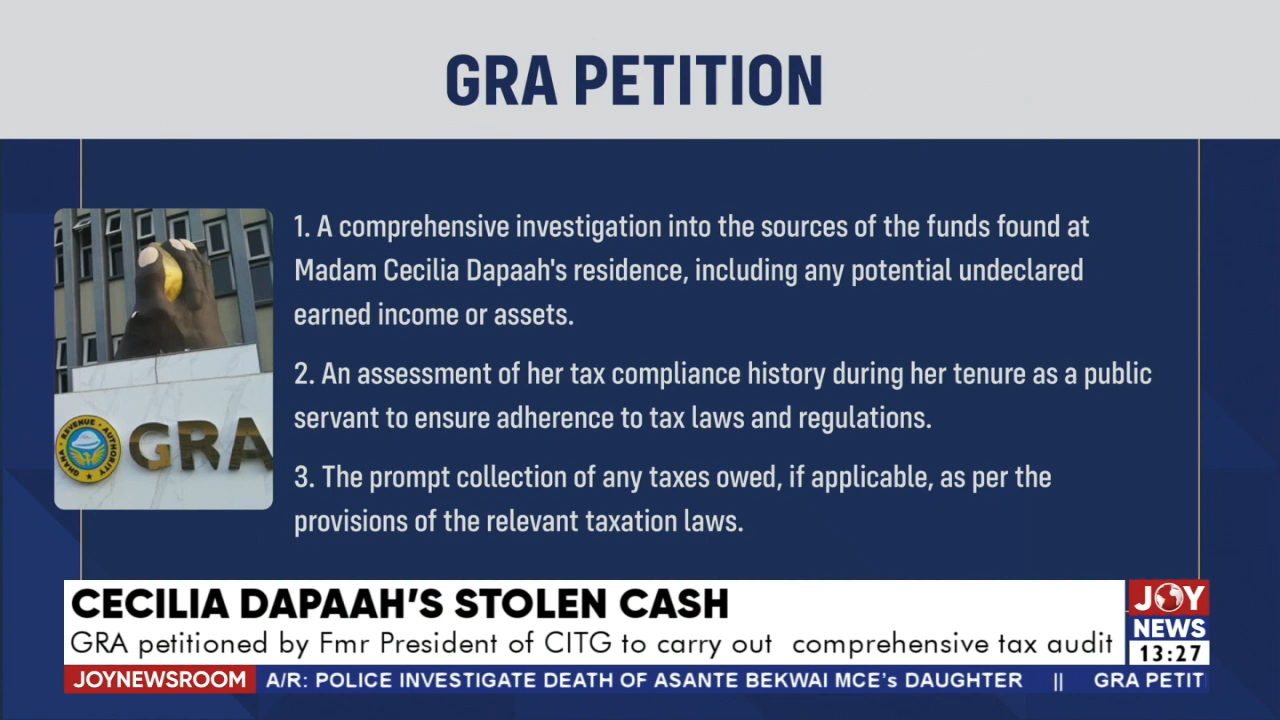 GRA PETITION
1. A comprehensive investigation into the sources of the funds found at
Madam Cecilia Dapaah's residence, including any potential undeclared
earned income or assets.
2. An assessment of her tax compliance history during her tenure as a public
servant to ensure adherence to tax laws and regulations.
3. The prompt collection of any taxes owed, if applicable, as per the
provisions of the relevant taxation laws.
GHANA REVENUE AUTHORITY
GRA
CECILIA DAPAAH'S STOLEN CASH
GRA petitioned by Fmr President of CITG to carry out comprehensive tax audit
JOY
NEWS
13:27
JOYNEWSROOM
A/R: POLICE INVESTIGATE DEATH OF ASANTE BEKWAI MCE's DAUGHTER || GRA PETIT